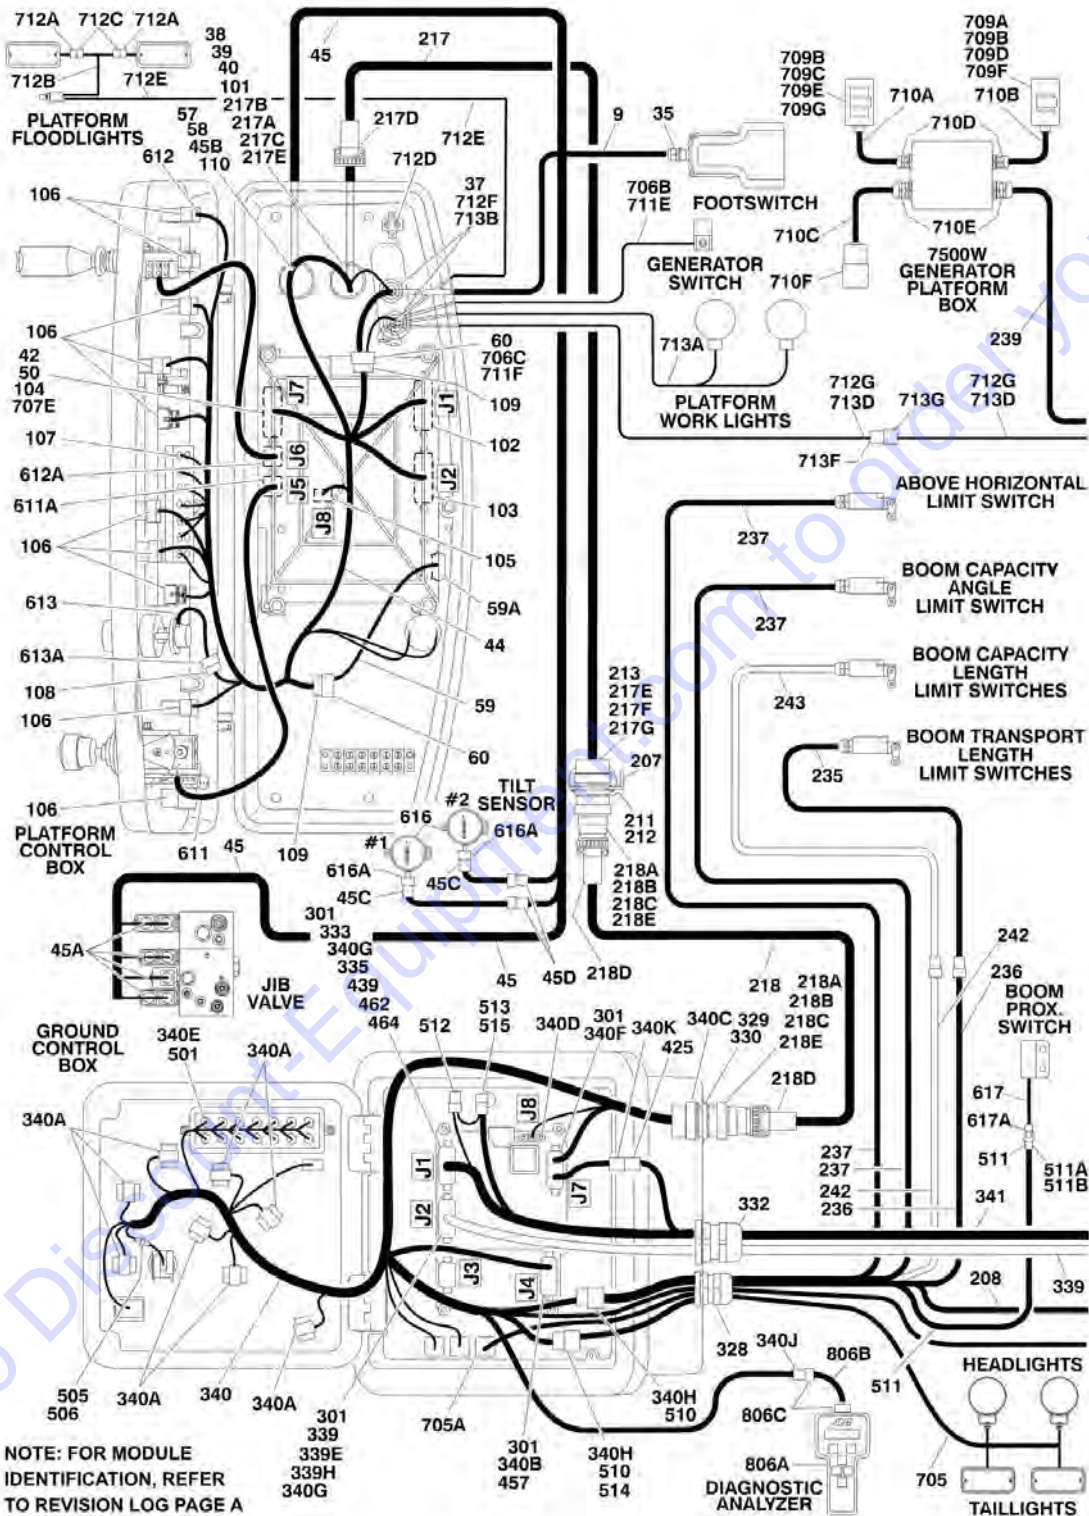 712A 712C 712A
712B
712E
PLATFORM
FLOODLIGHTS
38
39
40
101
217B
217A
217C
217E
57
58
45B
110
612
45
217
217D
712E
712D
37
712F
713B
9
35
FOOTSWITCH
706B
711E
GENERATOR
SWITCH
709B
709C
709E
709G
709A
709B
709D
709F
710A
710B
710D
710C
710E
710F
7500W
GENERATOR
PLATFORM
BOX
239
106
106
42
50
104
707E
107
612A
611A
106
613
613A
108
106
106
PLATFORM
CONTROL
BOX
611
J7
J6
J5
J8
J1
J2
60
706C
711F
109
102
103
105
59A
44
59
60
109
713A
PLATFORM
WORK LIGHTS
712G
713D
713G
712G
713D
713F
ABOVE HORIZONTAL
LIMIT SWITCH
237
BOOM CAPACITY
ANGLE
LIMIT SWITCH
237
BOOM CAPACITY
LENGTH
LIMIT SWITCHES
243
BOOM TRANSPORT
LENGTH
LIMIT SWITCHES
235
213
217E
217F
217G
207
211
212
218A
218B
218C
218E
218D
218
TILT
SENSOR
#2
616
616A
#1
616A
45C
45C
45
45A
JIB
VALVE
45
45D
301
333
340G
335
439
462
464
GROUND
CONTROL
BOX
340E
501
340A
340A
512
513
515
340D
301
340F
340K
425
340C
329
330
218A
218B
218C
218E
218D
242
236
BOOM
PROX.
SWITCH
617
617A
511
511A
511B
237
237
242
236
341
J8
J1
J2
J3
J7
J4
332
208
339
328
340J
806B
511
HEADLIGHTS
505
506
340A
340
340A
301
339
339E
339H
340G
705A
301
340B
457
340H
510
340H
510
514
806C
806A
DIAGNOSTIC
ANALYZER
705
TAILLIGHTS
NOTE: FOR MODULE
IDENTIFICATION, REFER
TO REVISION LOG PAGE A
Discount-Equipment.com to order yo